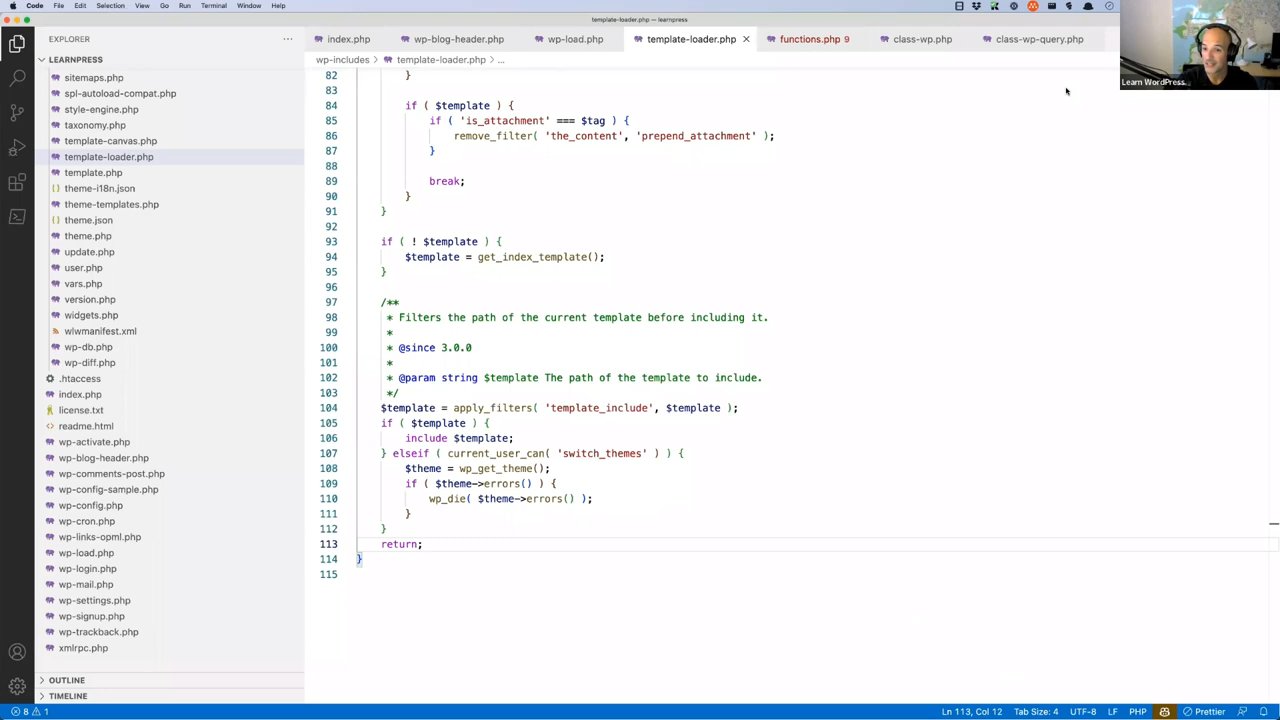 Code File Edit Selection View Go Run Terminal Window Help
template-loader.php — learnpress
EXPLORER
index.php
wp-blog-header.php
wp-load.php
template-loader.php
functions.php 9
class-wp.php
class-wp-query.php
Learn WordPress...
wp-includes > template-loader.php > ...
LEARNPRESS
sitemaps.php
spl-autoload-compat.php
style-engine.php
taxonomy.php
template-canvas.php
template-loader.php
template.php
theme-i18n.json
theme-templates.php
theme.json
theme.php
update.php
user.php
vars.php
version.php
widgets.php
wlwmanifest.xml
wp-db.php
wp-diff.php
.htaccess
index.php
license.txt
readme.html
wp-activate.php
wp-blog-header.php
wp-comments-post.php
wp-config-sample.php
wp-config.php
wp-cron.php
wp-links-opml.php
wp-load.php
wp-login.php
wp-mail.php
wp-settings.php
wp-signup.php
wp-trackback.php
xmlrpc.php
OUTLINE
TIMELINE
82 }
83
84 if ( $template ) {
85 if ( 'is_attachment' === $tag ) {
86 remove_filter( 'the_content', 'prepend_attachment' );
87 }
88
89 break;
90 }
91 }
92
93 if ( ! $template ) {
94 $template = get_index_template();
95 }
96
97 /**
98 * Filters the path of the current template before including it.
99 *
100 * @since 3.0.0
101 *
102 * @param string $template The path of the template to include.
103 */
104 $template = apply_filters( 'template_include', $template );
105 if ( $template ) {
106 include $template;
107 } elseif ( current_user_can( 'switch_themes' ) ) {
108 $theme = wp_get_theme();
109 if ( $theme->errors() ) {
110 wp_die( $theme->errors() );
111 }
112 }
113 return;
114 }
115
8 1
Ln 113, Col 12 Tab Size: 4 UTF-8 LF PHP Prettier